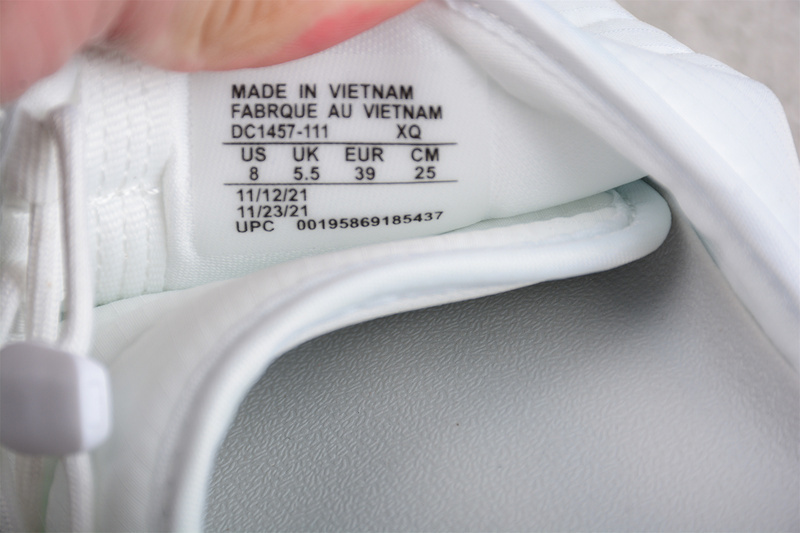 MADE IN VIETNAM
FABRQUE AU VIETNAM
DC1457-111 XQ
US UK EUR CM
8 5.5 39 25
11/12/21
11/23/21
UPC 00195869185437